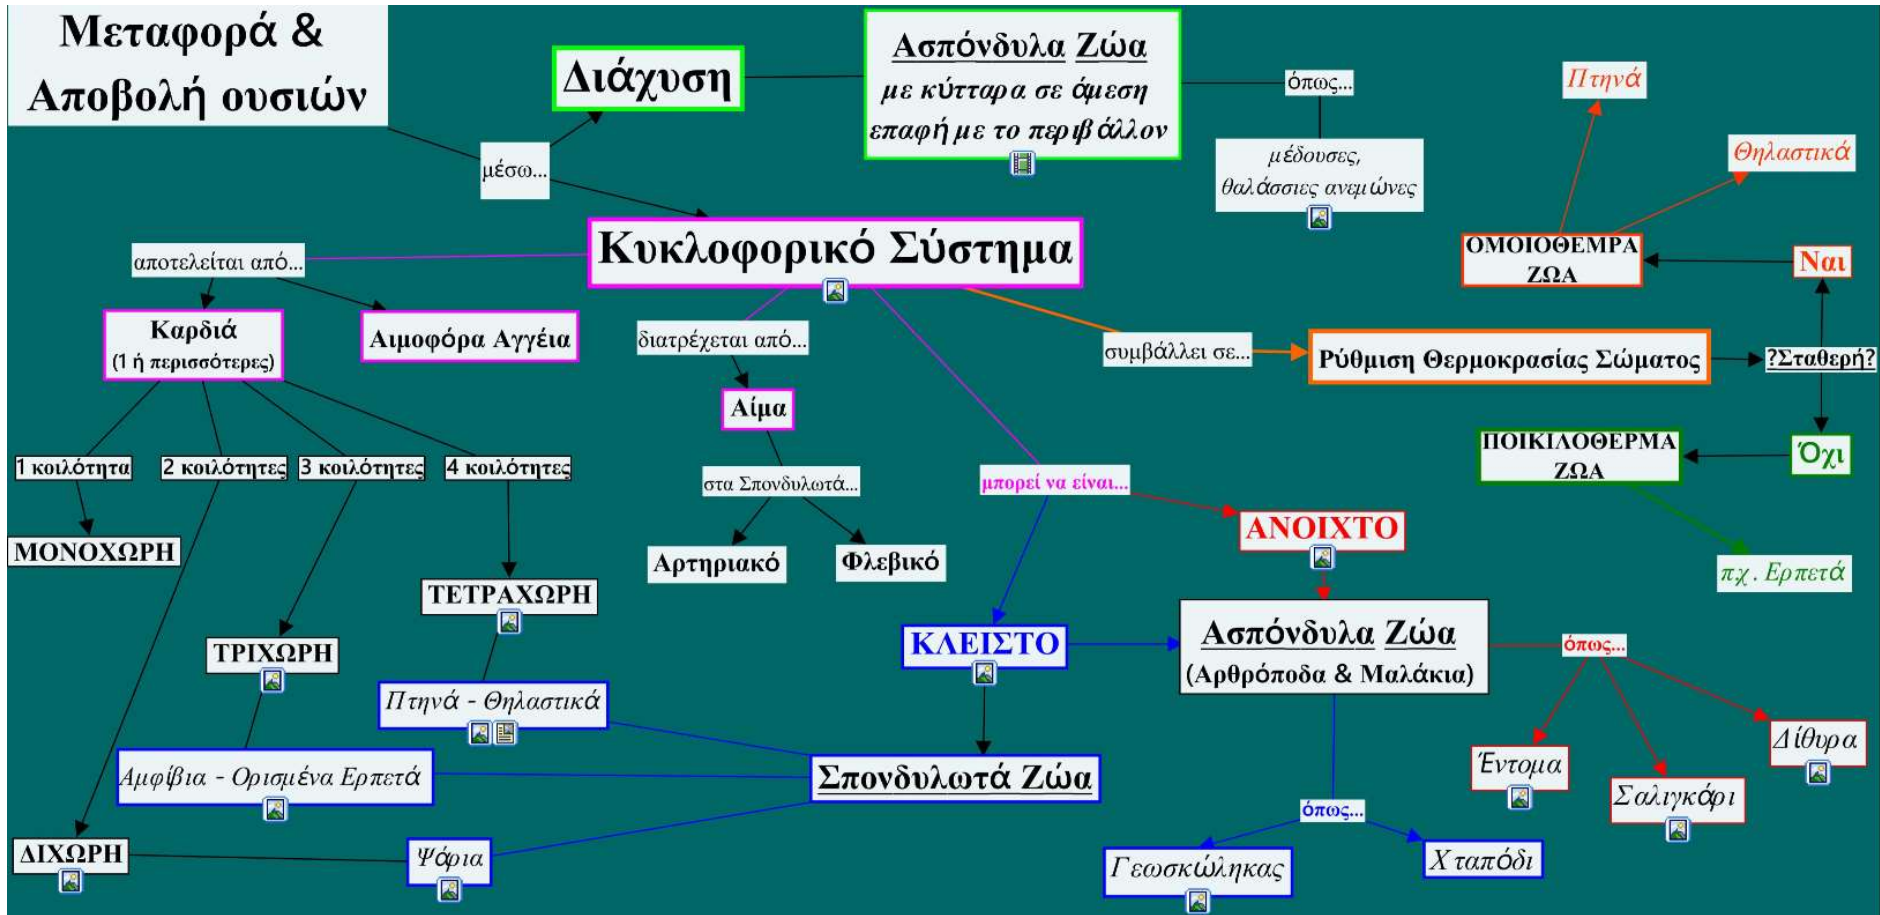 Μεταφορά &
Αποβολή ουσιών
μέσω...
Διάχυση
Ασπόνδυλα Ζώα
με κύτταρα σε άμεση
επαφή με το περιβάλλον
όπως...
μέδουσες,
θαλάσσιες ανεμώνες
Κυκλοφορικό Σύστημα
αποτελείται από...
Καρδιά
(1 ή περισσότερες)
Αιμοφόρα Αγγέία
1 κοιλότητα
2 κοιλότητες
3 κοιλότητες
4 κοιλότητες
ΜΟΝΟΧΩΡΗ
ΤΕΤΡΑΧΩΡΗ
ΤΡΙΧΩΡΗ
ΔΙΧΩΡΗ
Πτηνά - Θηλαστικά
Αμφίβια - Ορισμένα Ερπετά
Ψάρια
διατρέχεται από...
Αίμα
στα Σπονδυλωτά...
Αρτηριακό
Φλεβικό
μπορεί να είναι...
ΑΝΟΙΧΤΟ
ΚΛΕΙΣΤΟ
Σπονδυλωτά Ζώα
Ασπόνδυλα Ζώα
(Αρθρόποδα & Μαλάκια)
όπως...
Έντομα
Σαλιγκάρι
Δίθυρα
όπως...
Γεωσκώληκας
Χταπόδι
συμβάλλει σε...
Ρύθμιση Θερμοκρασίας Σώματος
?Σταθερή?
Ναι
ΟΜΟΙΟΘΕΜΡΑ
ΖΩΑ
Πτηνά
Θηλαστικά
Όχι
ΠΟΙΚΙΛΟΘΕΡΜΑ
ΖΩΑ
π.χ. Ερπετά